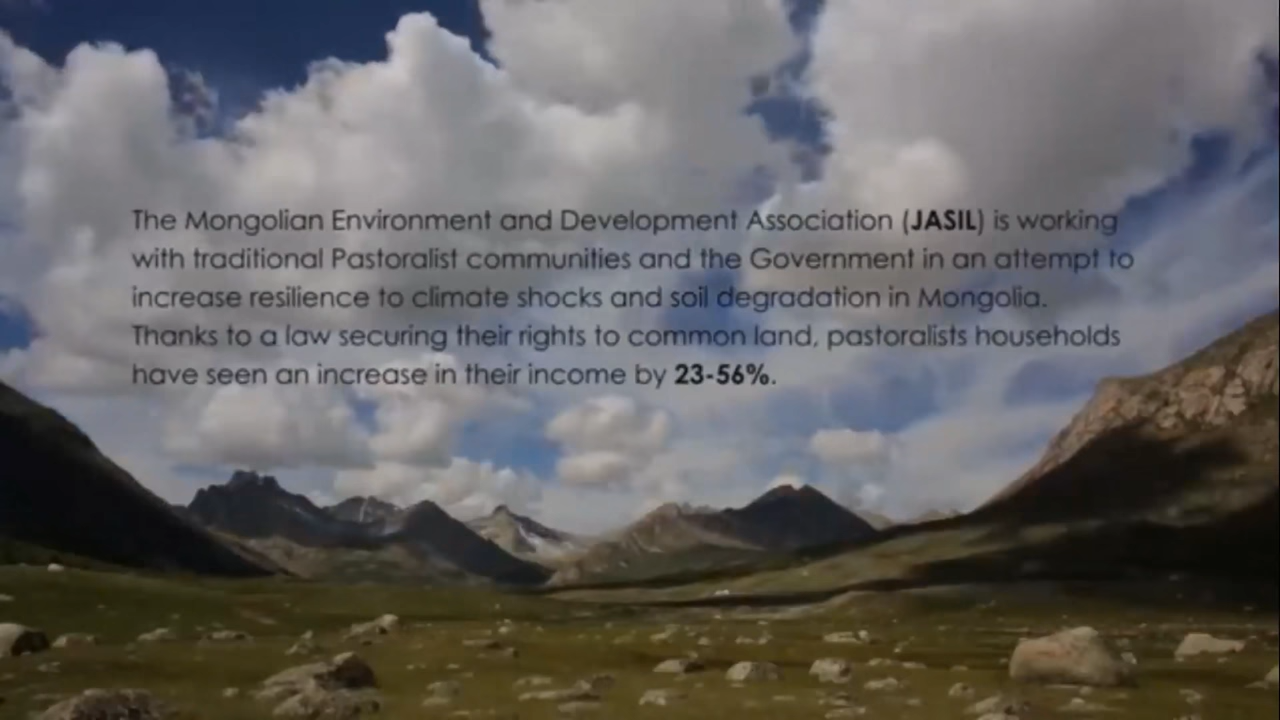 The Mongolian Environment and Development Association (JASIL) is working
with traditional Pastoralist communities and the Government in an attempt to
increase resilience to climate shocks and soil degradation in Mongolia.
Thanks to a law securing their rights to common land, pastoralists households
have seen an increase in their income by 23-56%.